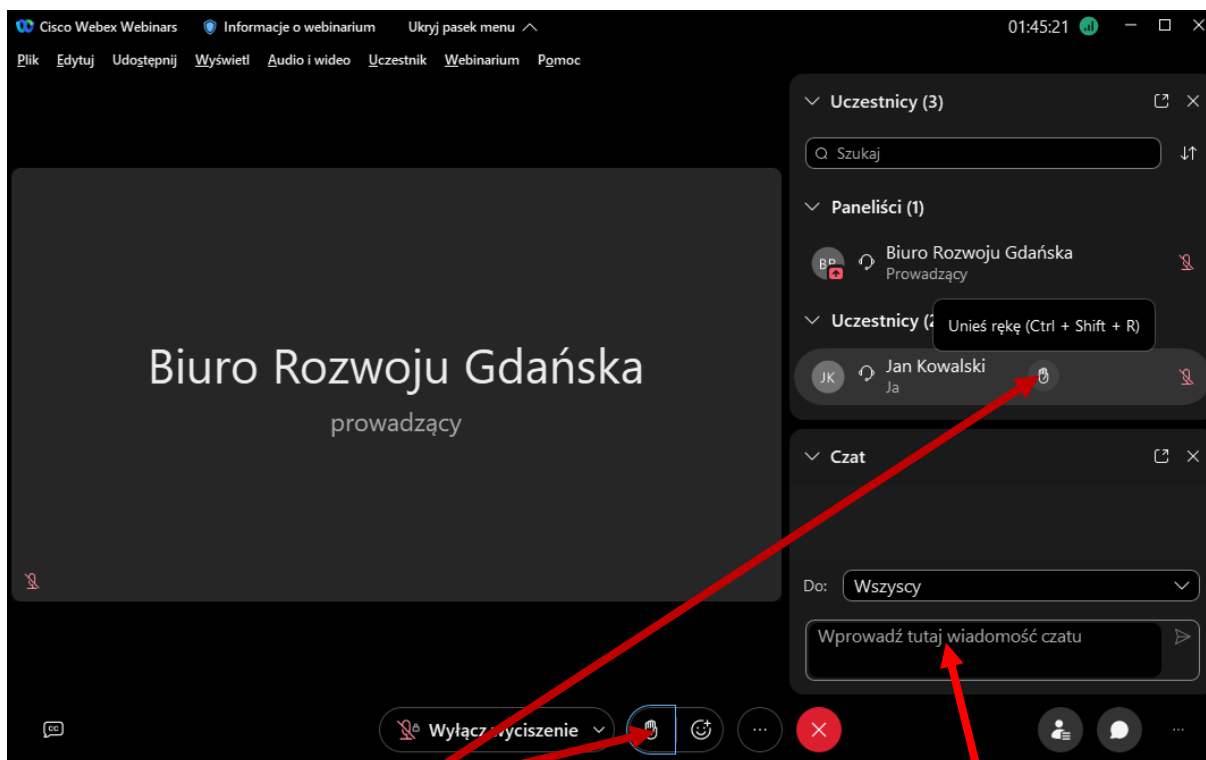 Cisco Webex Webinars Informacje o webinarium Ukryj pasek menu 01:45:21
Plik Edytuj Udostępnij Wyświetl Audio i wideo Uczestnik Webinarium Pomoc
Uczestnicy (3)
Szukaj
Paneliści (1)
BR Biuro Rozwoju Gdańska
Prowadzący
Uczestnicy (2
Unieś rękę (Ctrl + Shift + R)
JK Jan Kowalski
Ja
Biuro Rozwoju Gdańska
prowadzący
Czat
Do: Wszyscy
Wprowadź tutaj wiadomość czatu
CC Wyłącz wyciszenie